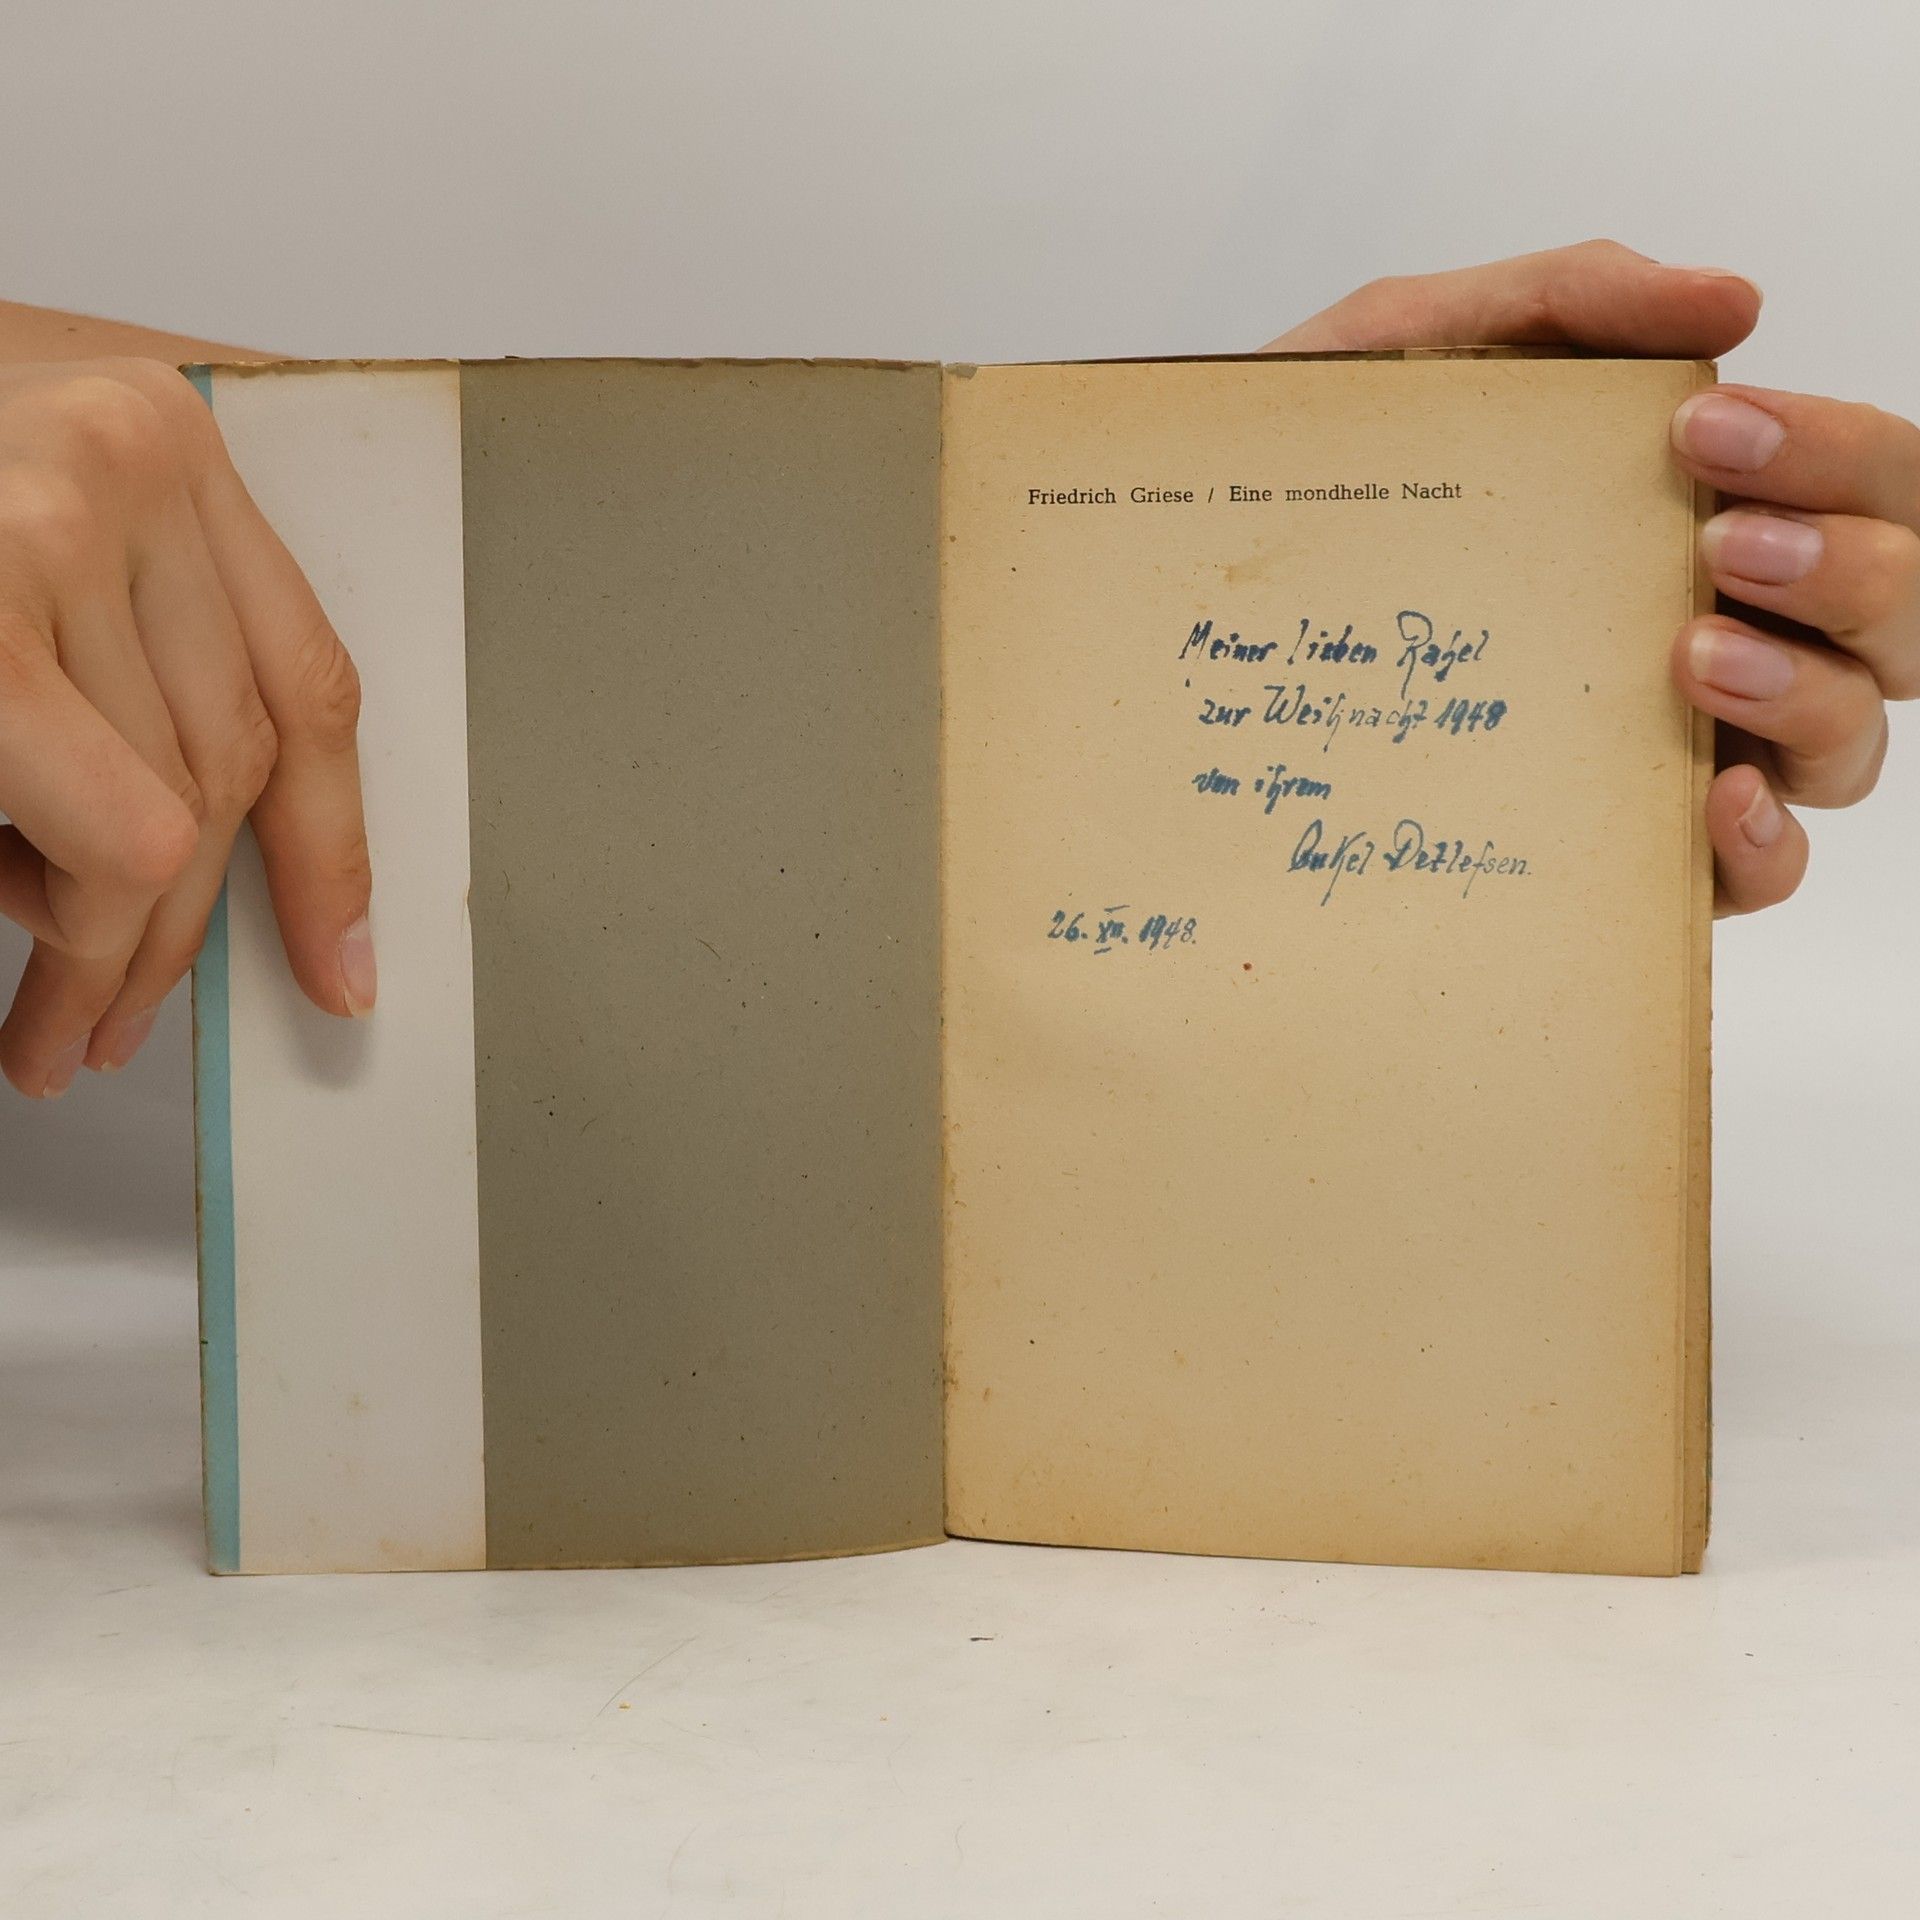 Friedrich Griese / Eine mondhelle Nacht
Meiner lieben Rahel
zur Weihnacht 1948
von ihrem
Onkel Detlefsen.
26. XII. 1948.